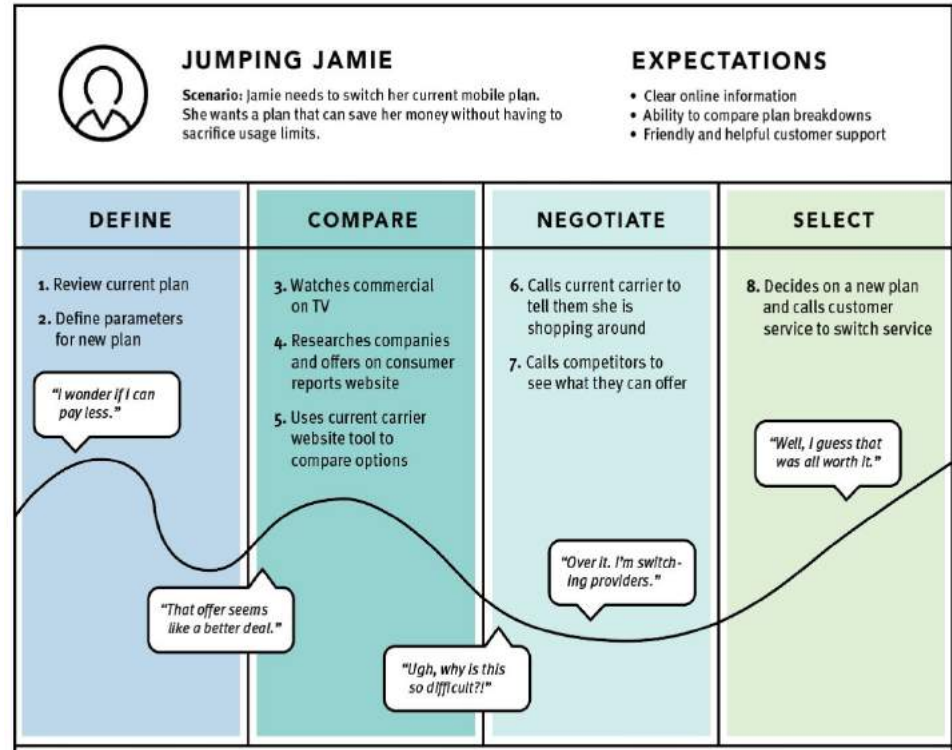 JUMPING JAMIE
Scenario: Jamie needs to switch her current mobile plan.
She wants a plan that can save her money without having to
sacrifice usage limits.
EXPECTATIONS
• Clear online information
• Ability to compare plan breakdowns
• Friendly and helpful customer support
DEFINE
1. Review current plan
2. Define parameters
for new plan
"I wonder if I can
pay less."
COMPARE
3. Watches commercial
on TV
4. Researches companies
and offers on consumer
reports website
5. Uses current carrier
website tool to
compare options
"That offer seems
like a better deal."
NEGOTIATE
6. Calls current carrier to
tell them she is
shopping around
7. Calls competitors to
see what they can offer
"Ugh, why is this
so difficult?!"
"Over it. I'm switch-
ing providers."
SELECT
8. Decides on a new plan
and calls customer
service to switch service
"Well, I guess that
was all worth it."